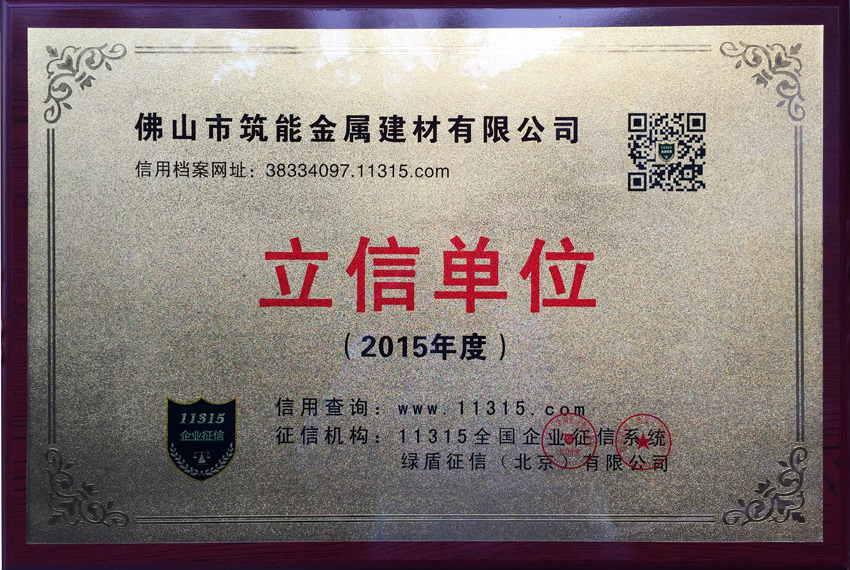 佛山市筑能金属建材有限公司
信用档案网址：38334097.11315.com
立信单位
（2015年度）
11315
企业征信
信用查询：www.11315.com
征信机构：11315全国企业征信系统
绿盾征信（北京）有限公司